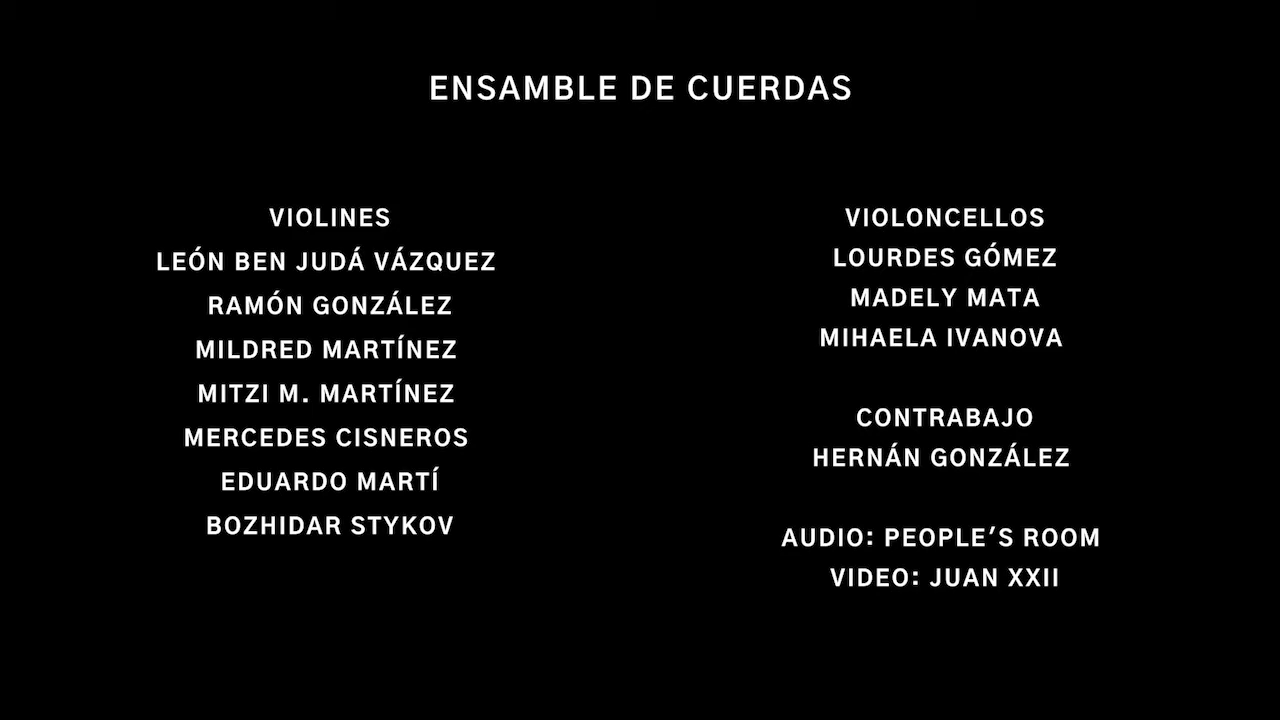 ENSAMBLE DE CUERDAS
VIOLINES
LEÓN BEN JUDÁ VÁZQUEZ
RAMÓN GONZÁLEZ
MILDRED MARTÍNEZ
MITZI M. MARTÍNEZ
MERCEDES CISNEROS
EDUARDO MARTÍ
BOZHIDAR STYKOV
VIOLONCELLOS
LOURDES GÓMEZ
MADELY MATA
MIHAELA IVANOVA
CONTRABAJO
HERNÁN GONZÁLEZ
AUDIO: PEOPLE'S ROOM
VIDEO: JUAN XXII